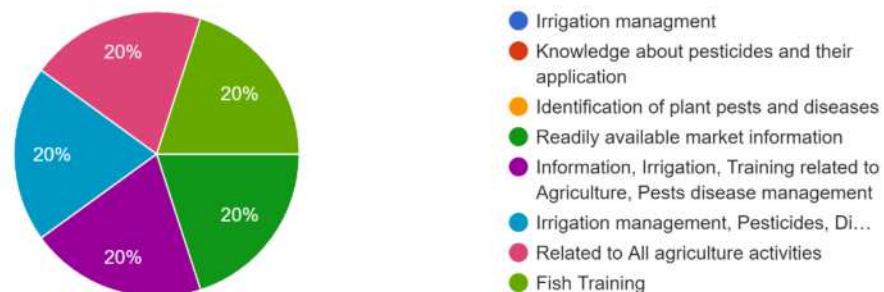 20%
20%
20%
20%
20%
Irrigation managment
Knowledge about pesticides and their
application
Identification of plant pests and diseases
Readily available market information
Information, Irrigation, Training related to
Agriculture, Pests disease management
Irrigation management, Pesticides, Di...
Related to All agriculture activities
Fish Training